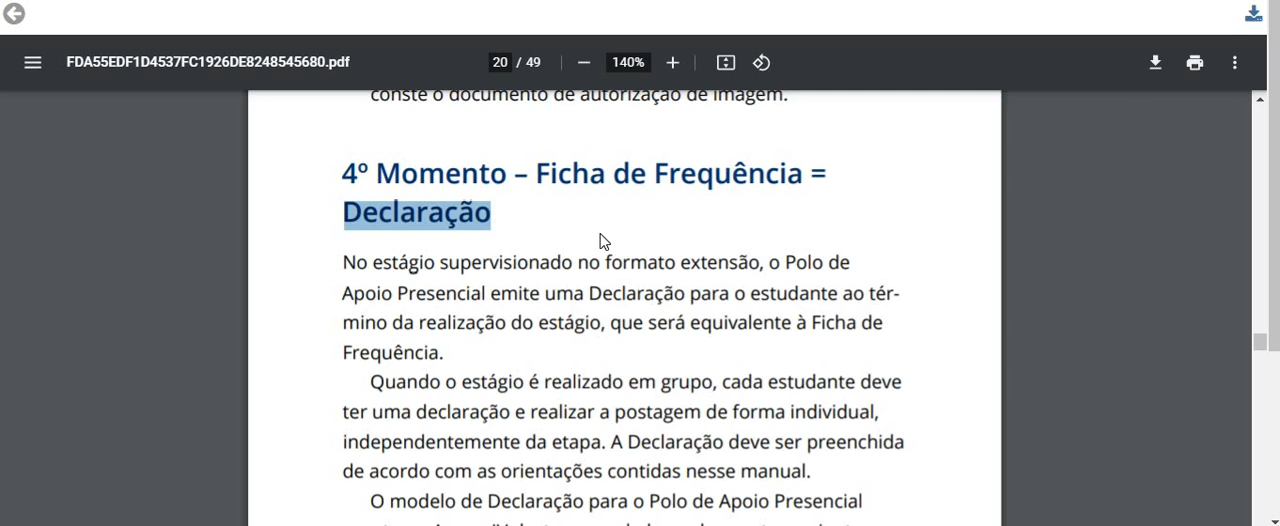 FDA55EDF1D4537FC1926DE8248545680.pdf
20 / 49
140%
conste o documento de autorização de imagem.
4º Momento – Ficha de Frequência =
Declaração
No estágio supervisionado no formato extensão, o Polo de
Apoio Presencial emite uma Declaração para o estudante ao tér-
mino da realização do estágio, que será equivalente à Ficha de
Frequência.
Quando o estágio é realizado em grupo, cada estudante deve
ter uma declaração e realizar a postagem de forma individual,
independentemente da etapa. A Declaração deve ser preenchida
de acordo com as orientações contidas nesse manual.
O modelo de Declaração para o Polo de Apoio Presencial